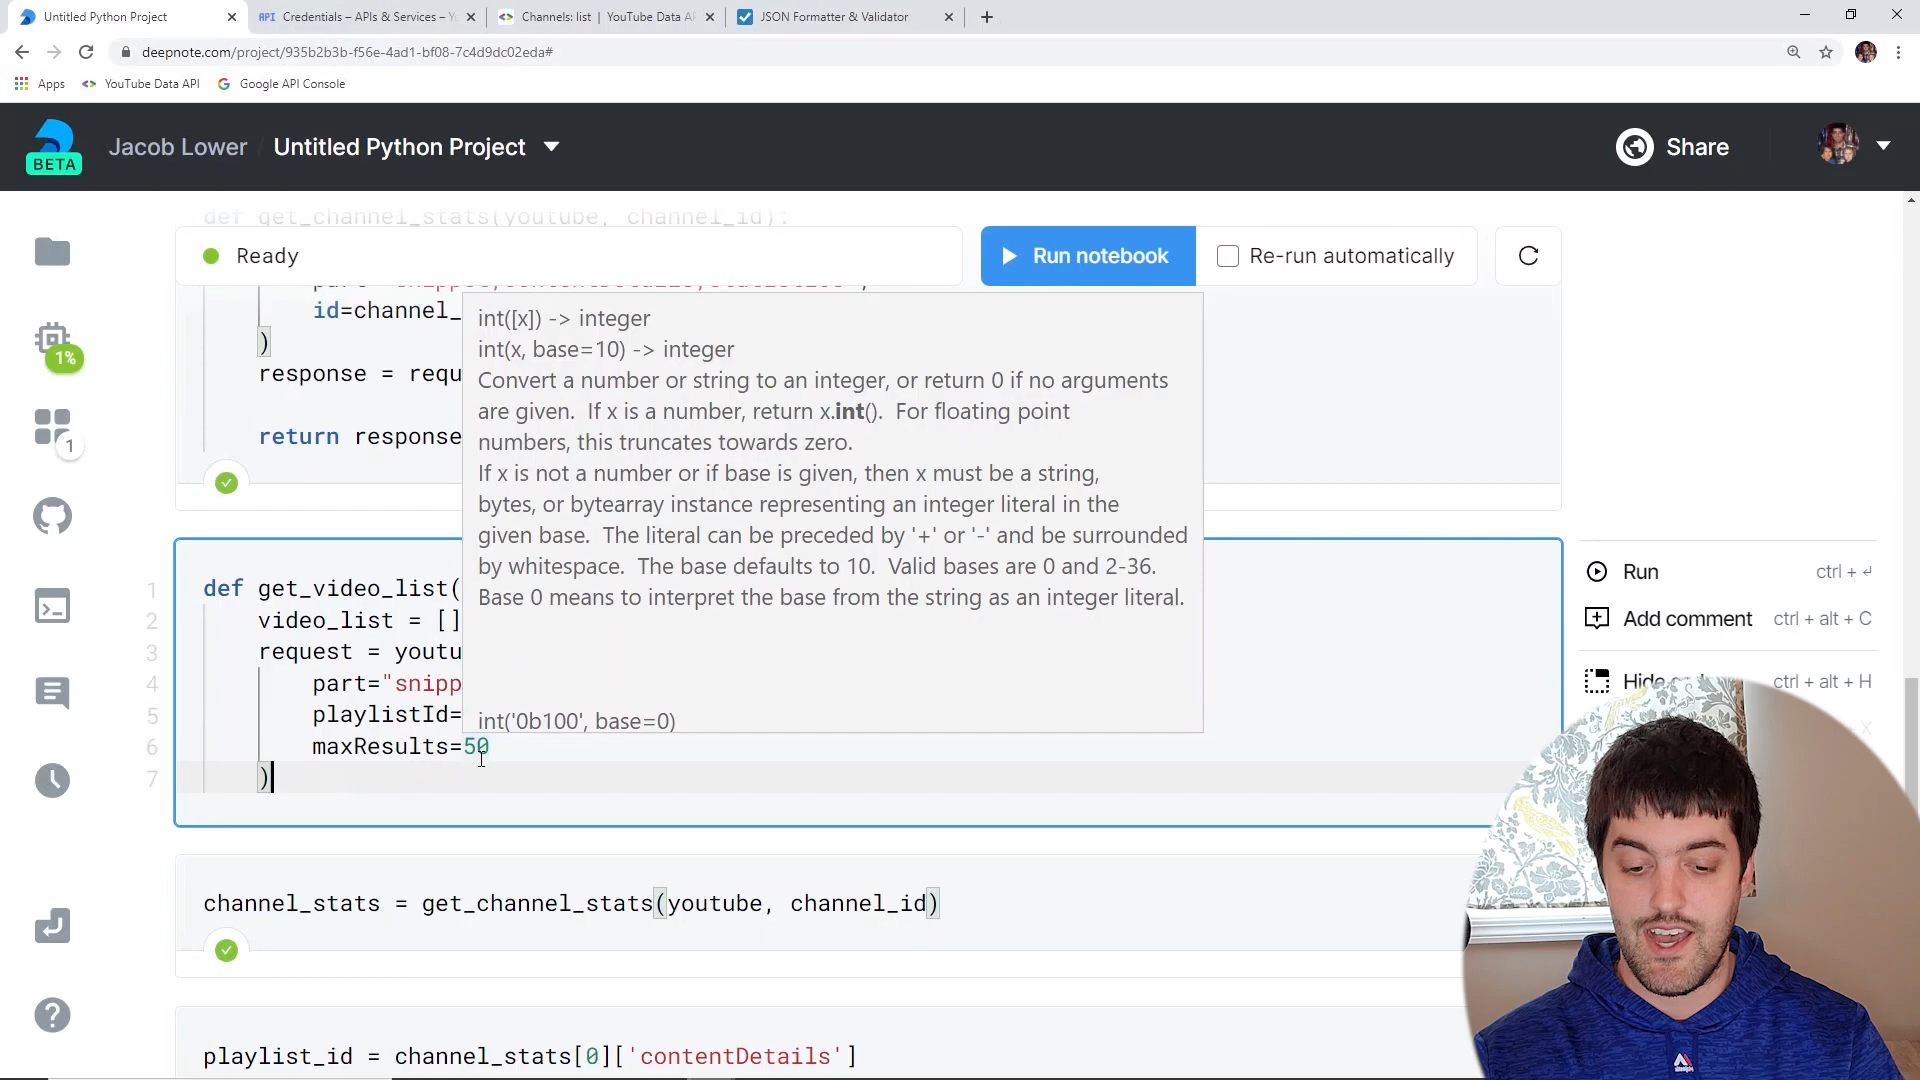 Untitled Python Project
API Credentials – APIs & Services – Y
Channels: list | YouTube Data A
JSON Formatter & Validator
deepnote.com/project/935b2b3b-f56e-4ad1-bf08-7c4d9dc02eda#
Apps
YouTube Data API
Google API Console
BETA
Jacob Lower / Untitled Python Project
Share
def get_channel_stats(youtube, channel_id):
Ready
Run notebook
Re-run automatically
id=channel_
)
response = requ
return response
1%
1
int([x]) -> integer
int(x, base=10) -> integer
Convert a number or string to an integer, or return 0 if no arguments
are given. If x is a number, return x.int(). For floating point
numbers, this truncates towards zero.
If x is not a number or if base is given, then x must be a string,
bytes, or bytearray instance representing an integer literal in the
given base. The literal can be preceded by '+' or '-' and be surrounded
by whitespace. The base defaults to 10. Valid bases are 0 and 2-36.
Base 0 means to interpret the base from the string as an integer literal.
int('0b100', base=0)
1 def get_video_list(
2 video_list = []
3 request = youtu
4 part="snipp
5 playlistId=
6 maxResults=50
7 )
Run ctrl + ↵
Add comment ctrl + alt + C
Hide ctrl + alt + H
X
channel_stats = get_channel_stats(youtube, channel_id)
playlist_id = channel_stats[0]['contentDetails']